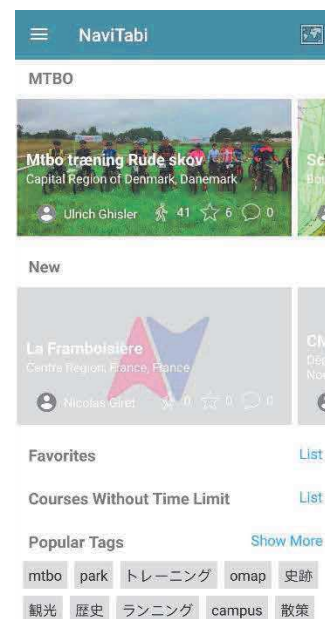 NaviTabi
MTBO
Mtbo træning Rude skov
Capital Region of Denmark, Danemark
Ulrich Ghisler 41 6 0
Sc
New
La Framboisière
Centre Region, France, France
Nicolas Giret 0 0 0
CM
Favorites List
Courses Without Time Limit List
Popular Tags Show More
mtbo park トレーニング omap 史跡
観光 歴史 ランニング campus 散策